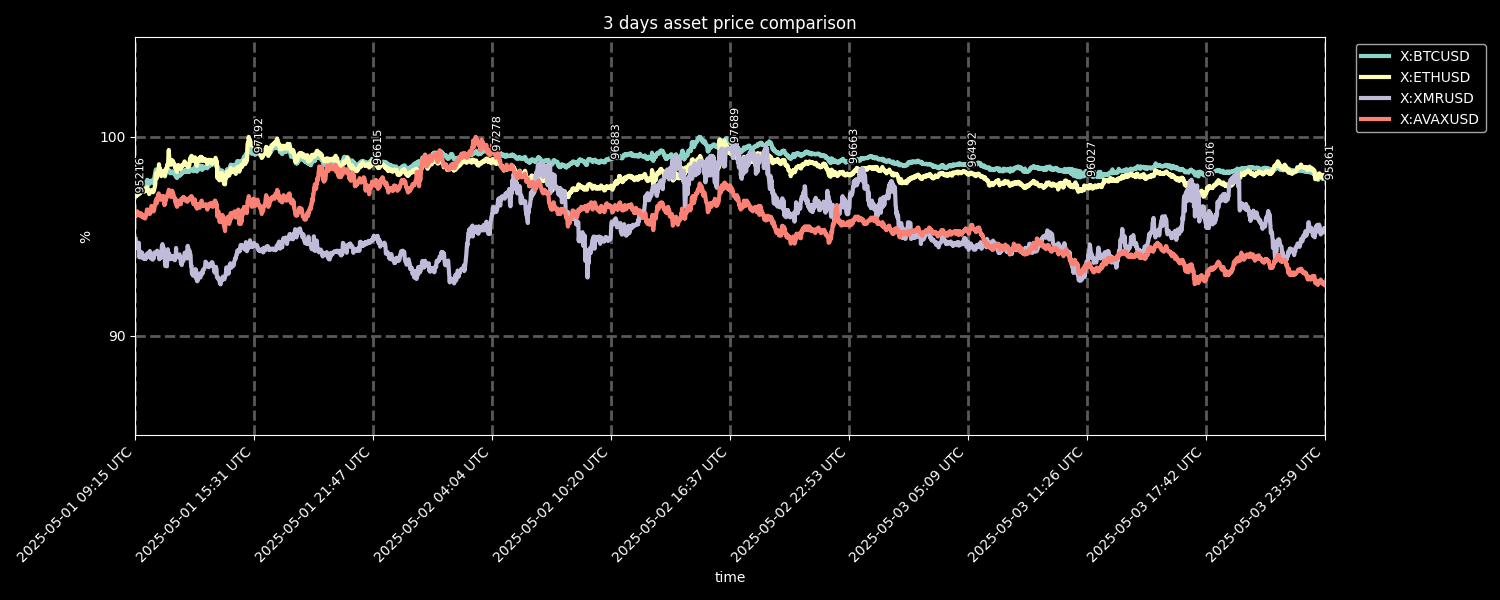 3 days asset price comparison
X:BTCUSD
X:ETHUSD
X:XMRUSD
X:AVAXUSD
100
90
%
95216
97192
96615
97278
96883
97689
96663
96492
96027
96016
95861
2025-05-01 09:15 UTC
2025-05-01 15:31 UTC
2025-05-01 21:47 UTC
2025-05-02 04:04 UTC
2025-05-02 10:20 UTC
2025-05-02 16:37 UTC
2025-05-02 22:53 UTC
2025-05-03 05:09 UTC
2025-05-03 11:26 UTC
2025-05-03 17:42 UTC
2025-05-03 23:59 UTC
time